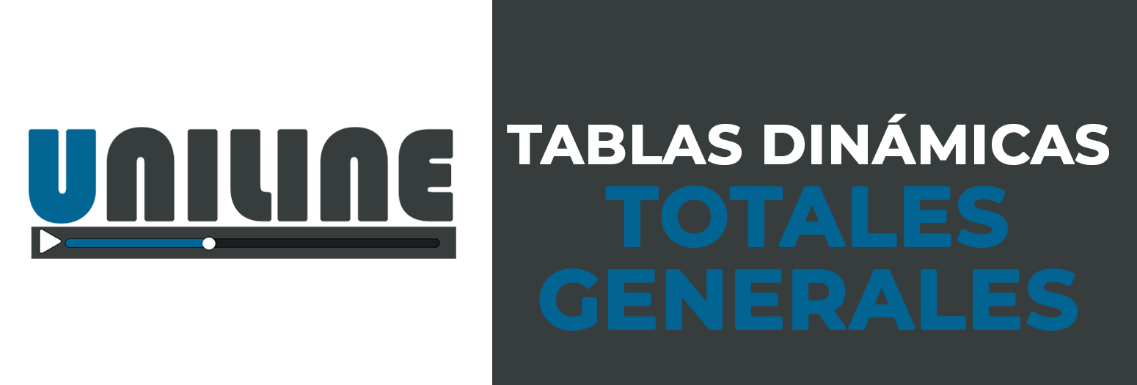 UNILINE
TABLAS DINÁMICAS
TOTALES
GENERALES